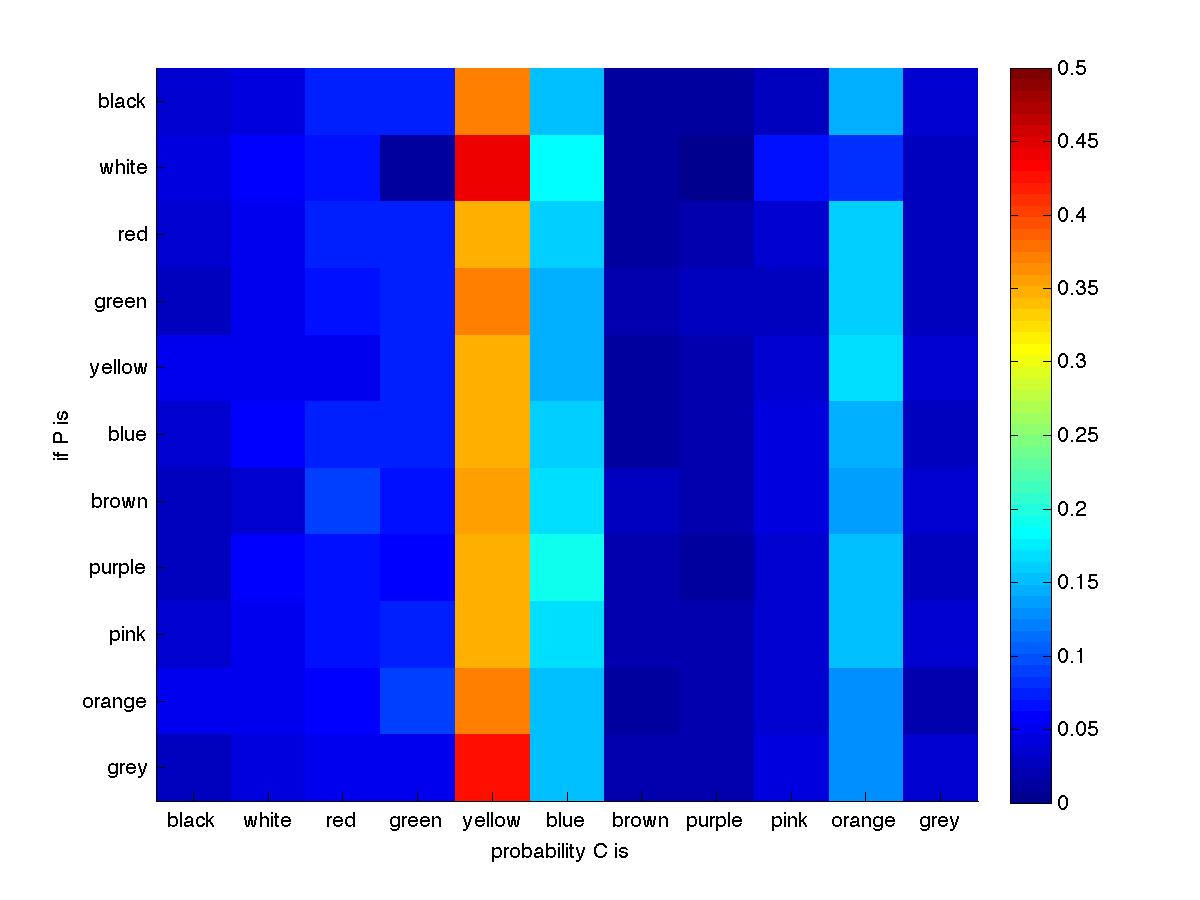 black
white
red
green
yellow
blue
brown
purple
pink
orange
grey
if P is
black white red green yellow blue brown purple pink orange grey
probability C is
0.5
0.45
0.4
0.35
0.3
0.25
0.2
0.15
0.1
0.05
0